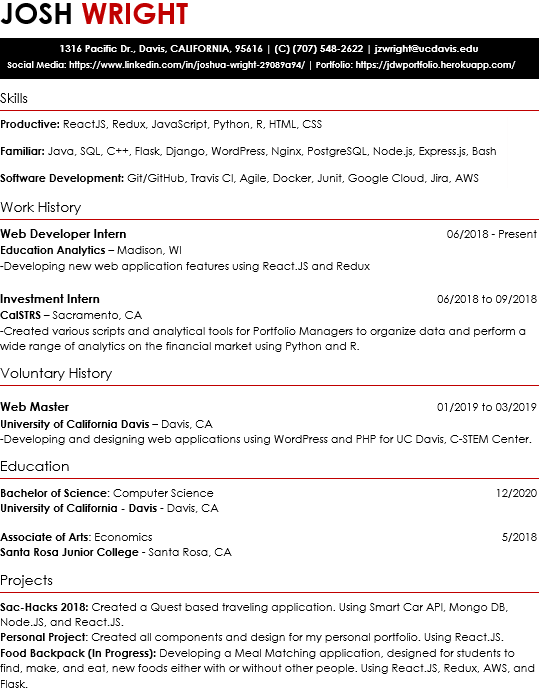 JOSH WRIGHT
1316 Pacific Dr., Davis, CALIFORNIA, 95616 | (C) (707) 548-2622 | jzwright@ucdavis.edu
Social Media: https://www.linkedin.com/in/joshua-wright-29089a94/ | Portfolio: https://jdwportfolio.herokuapp.com/
Skills
Productive: ReactJS, Redux, JavaScript, Python, R, HTML, CSS
Familiar: Java, SQL, C++, Flask, Django, WordPress, Nginx, PostgreSQL, Node.js, Express.js, Bash
Software Development: Git/GitHub, Travis CI, Agile, Docker, Junit, Google Cloud, Jira, AWS
Work History
Web Developer Intern 06/2018 - Present
Education Analytics – Madison, WI
-Developing new web application features using React.JS and Redux
Investment Intern 06/2018 to 09/2018
CalSTRS – Sacramento, CA
-Created various scripts and analytical tools for Portfolio Managers to organize data and perform a
wide range of analytics on the financial market using Python and R.
Voluntary History
Web Master 01/2019 to 03/2019
University of California Davis – Davis, CA
-Developing and designing web applications using WordPress and PHP for UC Davis, C-STEM Center.
Education
Bachelor of Science: Computer Science 12/2020
University of California - Davis - Davis, CA
Associate of Arts: Economics 5/2018
Santa Rosa Junior College - Santa Rosa, CA
Projects
Sac-Hacks 2018: Created a Quest based traveling application. Using Smart Car API, Mongo DB,
Node.JS, and React.JS.
Personal Project: Created all components and design for my personal portfolio. Using React.JS.
Food Backpack (In Progress): Developing a Meal Matching application, designed for students to
find, make, and eat, new foods either with or without other people. Using React.JS, Redux, AWS, and
Flask.